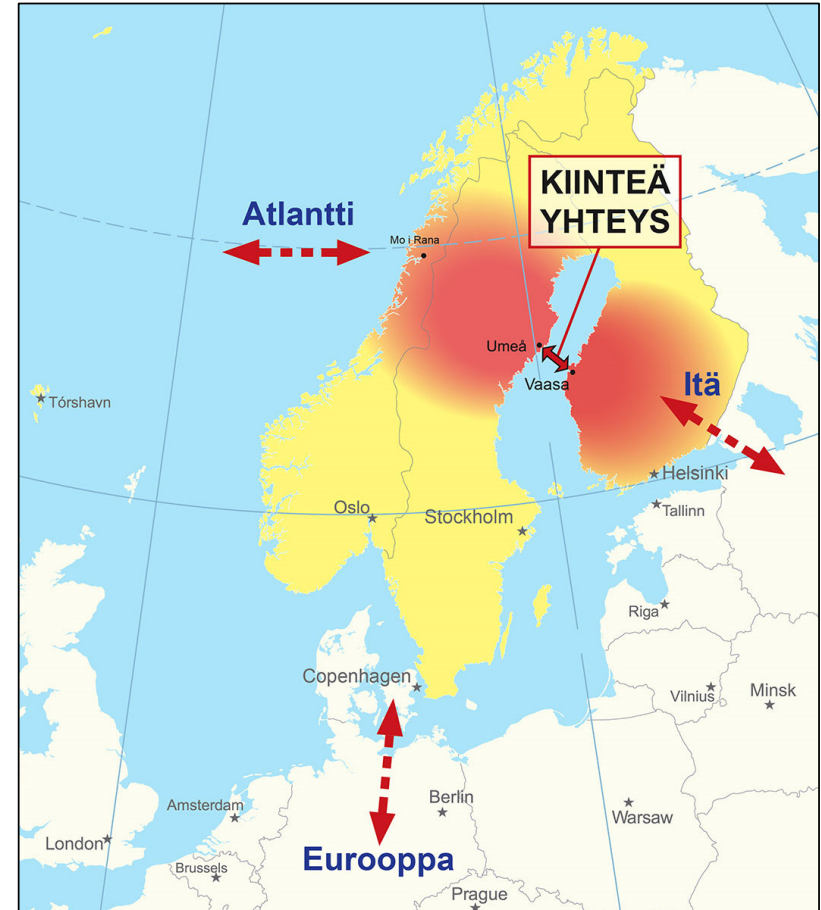 KIINTEÄ
YHTEYS
Atlantti
Mo i Rana
Umeå
Vaasa
Itä
Tórshavn
Helsinki
Oslo
Stockholm
Tallinn
Riga
Copenhagen
Vilnius
Minsk
Amsterdam
Berlin
Warsaw
London
Eurooppa
Brussels
Prague